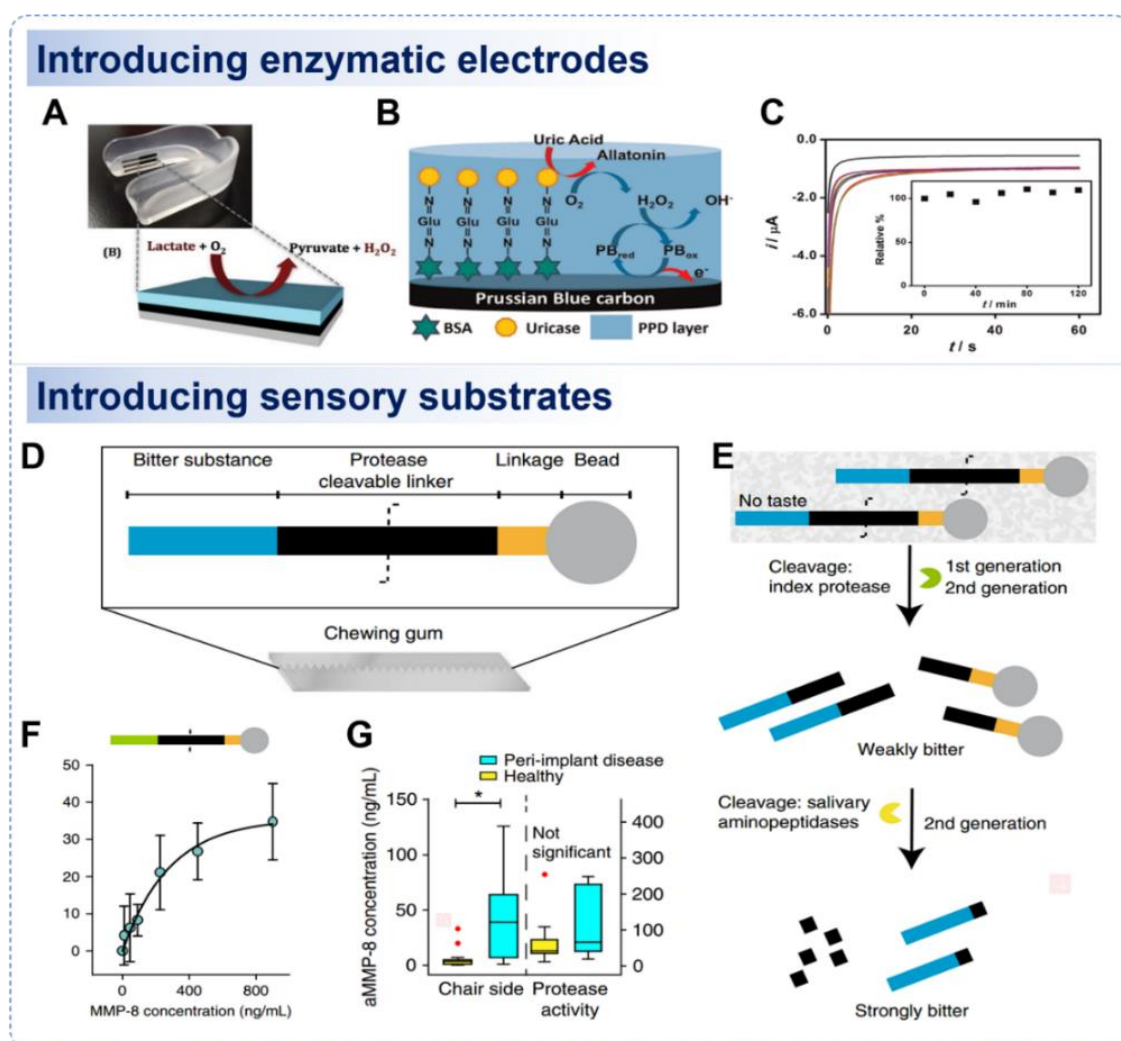 Introducing enzymatic electrodes
A
(B)
Lactate + O2
Pyruvate + H2O2
B
Uric Acid
Allatonin
O2
H2O2
OH-
N
Glu
N
N
Glu
N
N
Glu
N
N
Glu
N
PBred
PBox
e-
Prussian Blue carbon
BSA
Uricase
PPD layer
C
i / µA
0.0
-2.0
-4.0
-6.0
0
20
40
60
t / s
Relative %
100
50
0
0
40
80
120
t / min
Introducing sensory substrates
D
Bitter substance
Protease
cleavable linker
Linkage
Bead
Chewing gum
E
No taste
Cleavage:
index protease
1st generation
2nd generation
Weakly bitter
Cleavage: salivary
aminopeptidases
2nd generation
Strongly bitter
F
50
40
30
20
10
0
0
400
800
MMP-8 concentration (ng/mL)
G
Peri-implant disease
Healthy
aMMP-8 concentration (ng/mL)
150
100
50
0
*
Not
significant
400
300
200
100
0
Chair side
Protease
activity